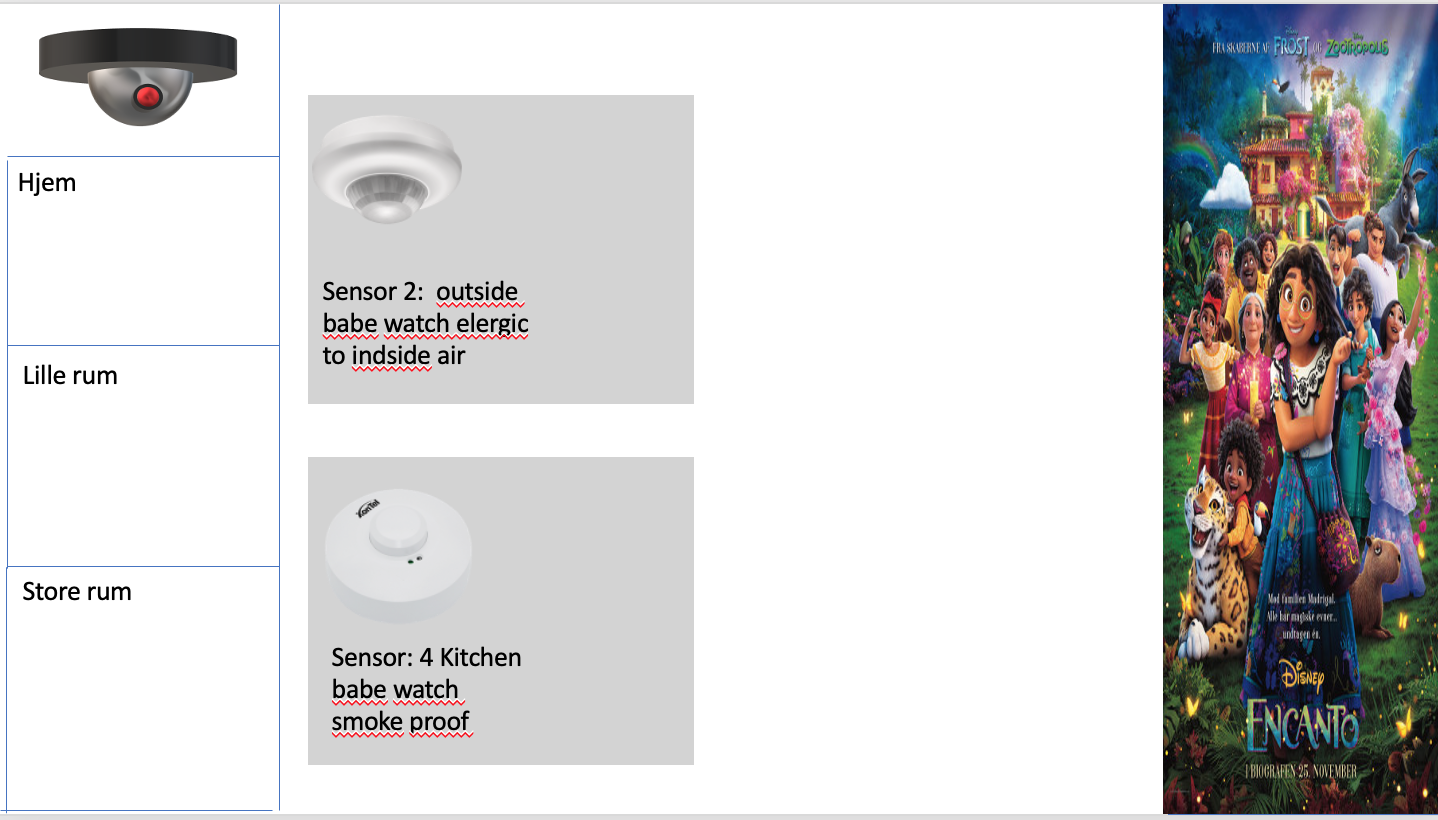 Hjem
Lille rum
Store rum
Sensor 2:  outside
babe watch elergic
to indside air
Sensor: 4 Kitchen
babe watch
smoke proof
FRA SKABERNE AF Disney FROST OG Disney ZOOTROPOLIS
Mød familien Madrigal.
Alle har magiske evner...
undtagen én.
DISNEY
ENCANTO
I BIOGRAFEN 25. NOVEMBER